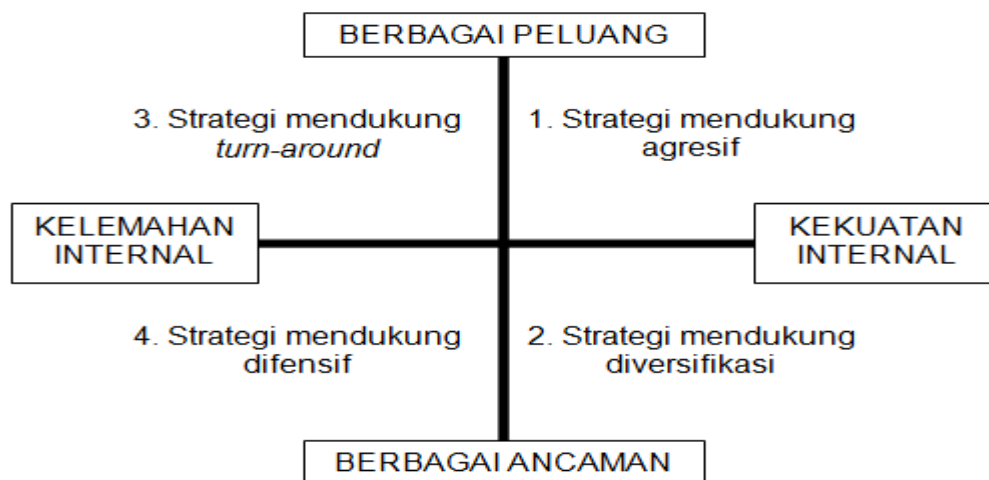 BERBAGAI PELUANG
3. Strategi mendukung
turn-around
1. Strategi mendukung
agresif
KELEMAHAN
INTERNAL
KEKUATAN
INTERNAL
4. Strategi mendukung
difensif
2. Strategi mendukung
diversifikasi
BERBAGAI ANCAMAN